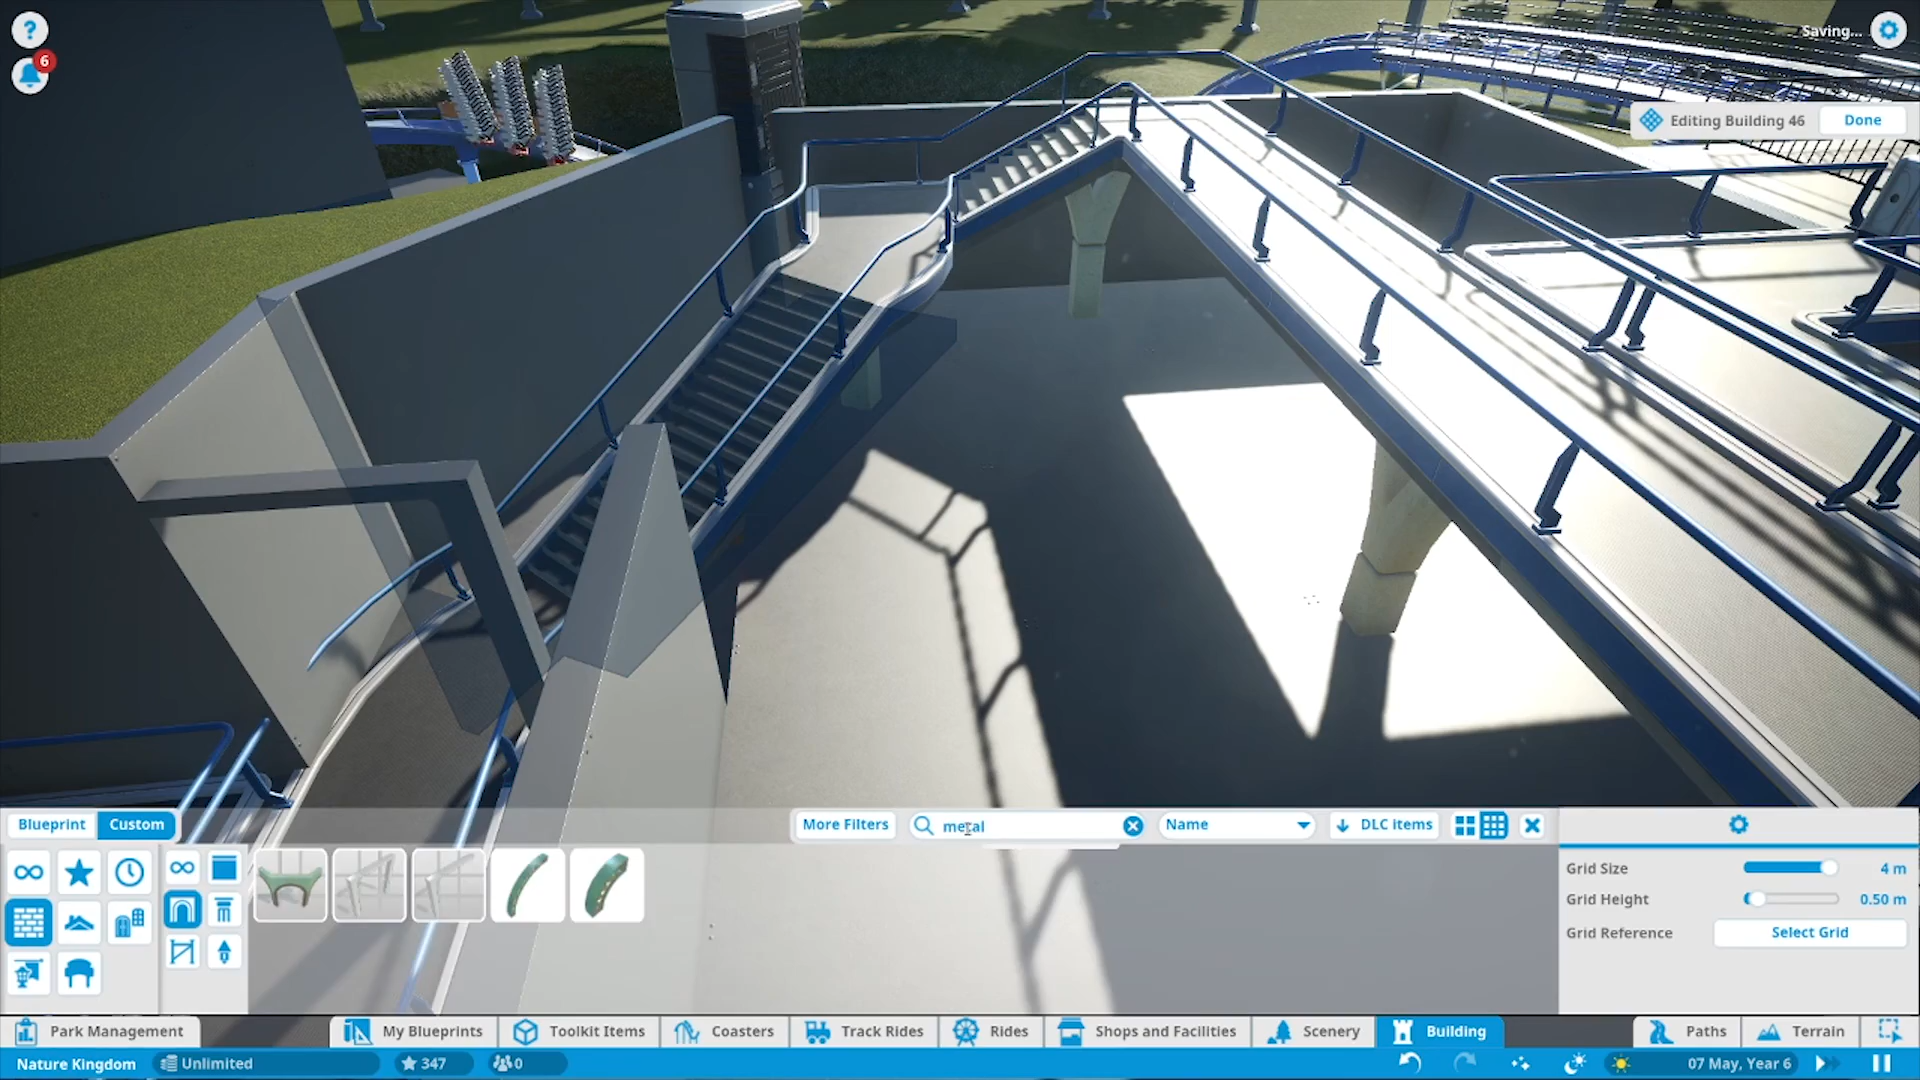 ?
6
Saving...
Editing Building 46
Done
Blueprint
Custom
More Filters
metal
Name
DLC items
Grid Size
4 m
Grid Height
0.50 m
Grid Reference
Select Grid
Park Management
My Blueprints
Toolkit Items
Coasters
Track Rides
Rides
Shops and Facilities
Scenery
Building
Paths
Terrain
Nature Kingdom
Unlimited
347
0
07 May, Year 6